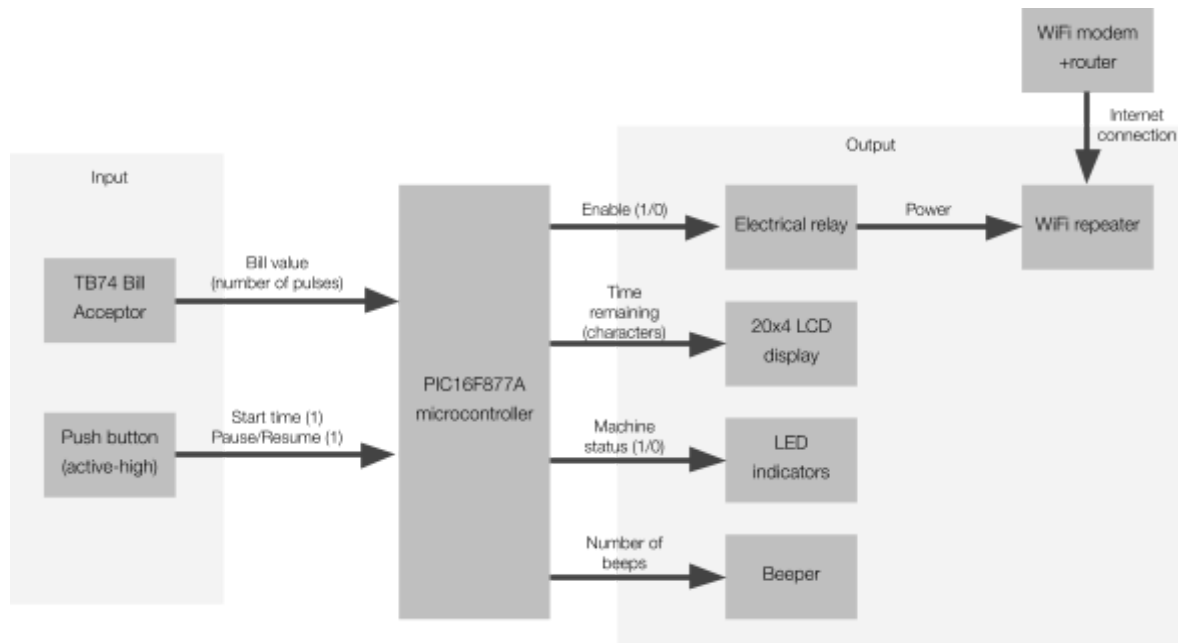 WiFi modem
+router
Internet
connection
Output
Input
Enable (1/0)
Electrical relay
Power
WiFi repeater
TB74 Bill
Acceptor
Bill value
(number of pulses)
Time
remaining
(characters)
20x4 LCD
display
PIC16F877A
microcontroller
Push button
(active-high)
Start time (1)
Pause/Resume (1)
Machine
status (1/0)
LED
indicators
Number of
beeps
Beeper